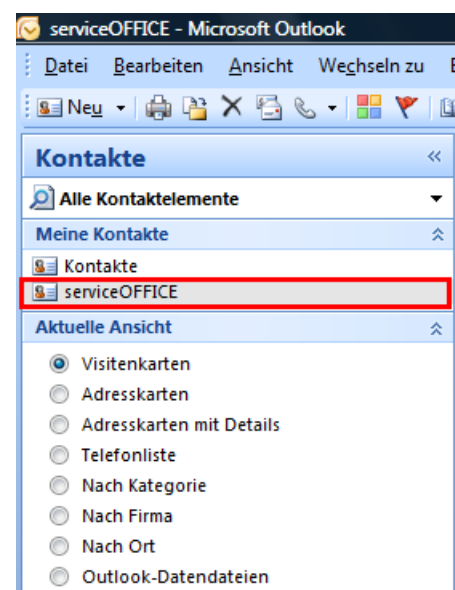 serviceOFFICE - Microsoft Outlook
Datei Bearbeiten Ansicht Wechseln zu
Neu
Kontakte
Alle Kontaktelemente
Meine Kontakte
Kontakte
serviceOFFICE
Aktuelle Ansicht
Visitenkarten
Adresskarten
Adresskarten mit Details
Telefonliste
Nach Kategorie
Nach Firma
Nach Ort
Outlook-Datendateien